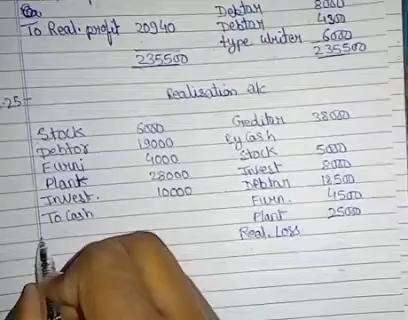 Debtor 8000
To Real. profit 20940 Debtor 4300
type writer 6000
235500 235500
.25-
Realisation a/c
Stock 6000 Creditor 38000
Debtor 19000 By Cash
Furni 4000 Stock 5000
Plant 28000 Invest 8000
Invest. 10000 Debtor 12500
To Cash Furn. 4500
Plant 25000
Real. Loss